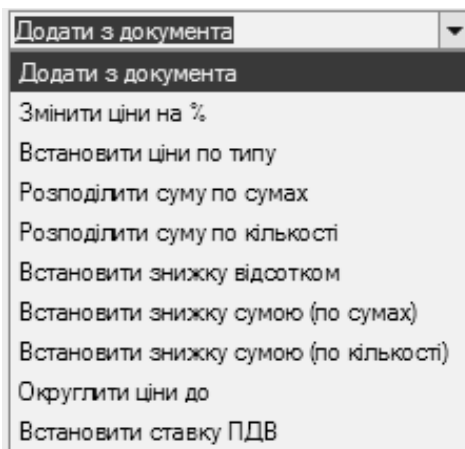 Додати з документа
Додати з документа
Змінити ціни на %
Встановити ціни по типу
Розподілити суму по сумах
Розподілити суму по кількості
Встановити знижку відсотком
Встановити знижку сумою (по сумах)
Встановити знижку сумою (по кількості)
Округлити ціни до
Встановити ставку ПДВ